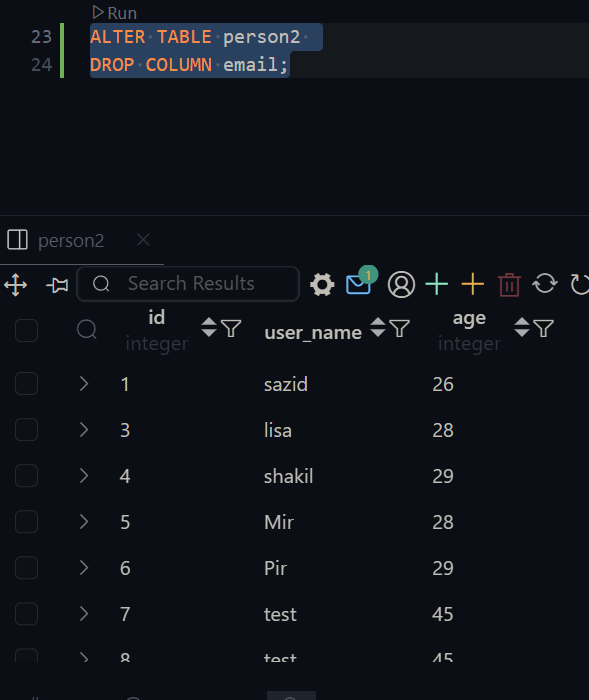 Run
23 ALTER TABLE person2
24 DROP COLUMN email;
person2
Search Results 1
id user_name age
integer integer
1 sazid 26
3 lisa 28
4 shakil 29
5 Mir 28
6 Pir 29
7 test 45
8 test 45